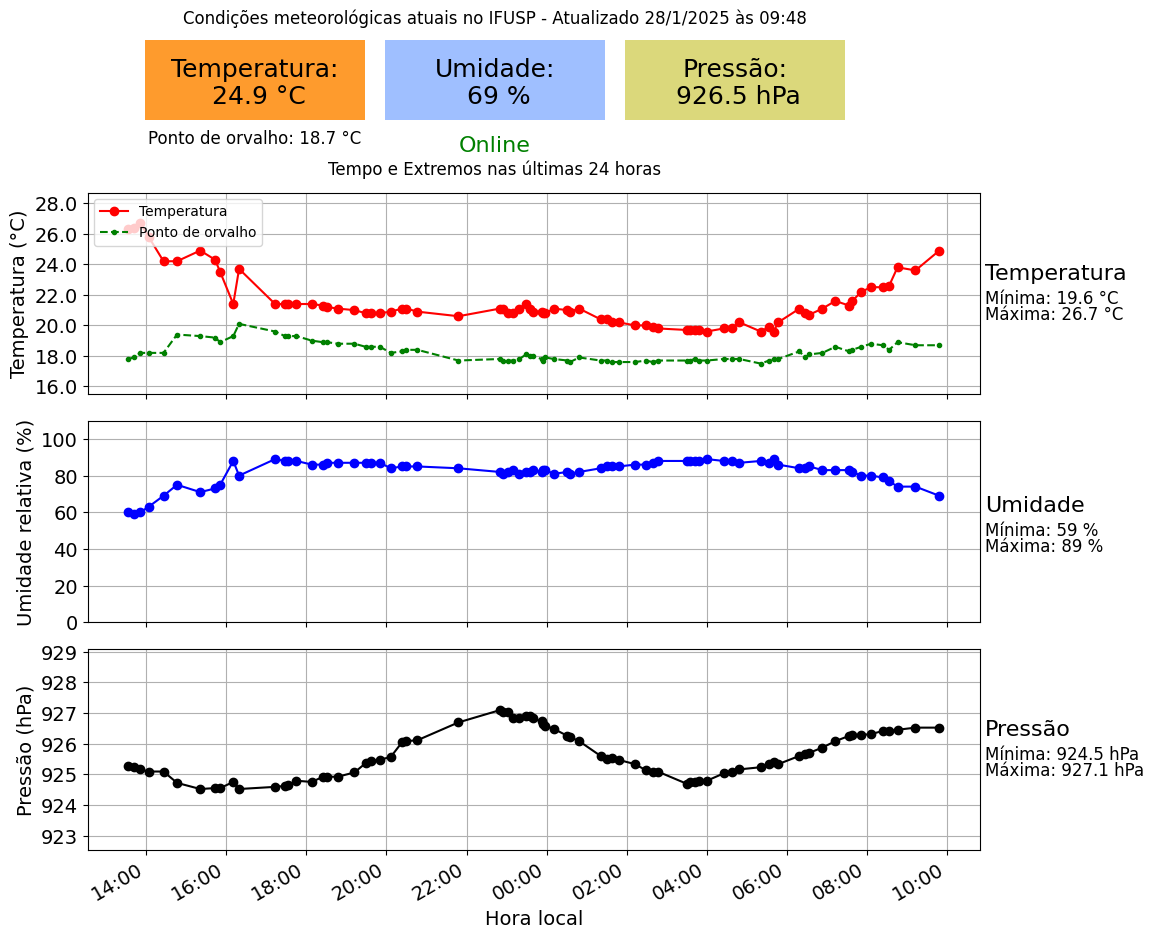 Condições meteorológicas atuais no IFUSP - Atualizado 28/1/2025 às 09:48
Temperatura:
24.9 °C
Umidade:
69 %
Pressão:
926.5 hPa
Ponto de orvalho: 18.7 °C
Online
Tempo e Extremos nas últimas 24 horas
Temperatura (°C)
28.0
26.0
24.0
22.0
20.0
18.0
16.0
Temperatura
Ponto de orvalho
Temperatura
Mínima: 19.6 °C
Máxima: 26.7 °C
Umidade relativa (%)
100
80
60
40
20
0
Umidade
Mínima: 59 %
Máxima: 89 %
Pressão (hPa)
929
928
927
926
925
924
923
Pressão
Mínima: 924.5 hPa
Máxima: 927.1 hPa
14:00
16:00
18:00
20:00
22:00
00:00
02:00
04:00
06:00
08:00
10:00
Hora local